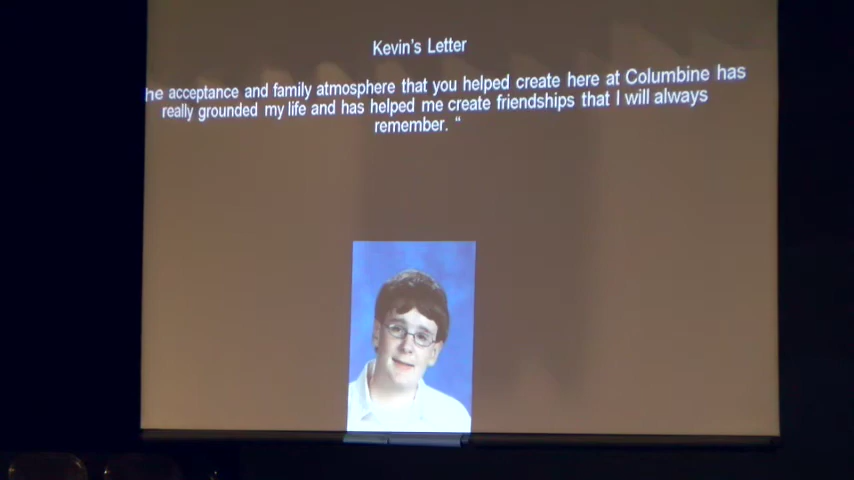 Kevin's Letter
he acceptance and family atmosphere that you helped create here at Columbine has
really grounded my life and has helped me create friendships that I will always
remember. “